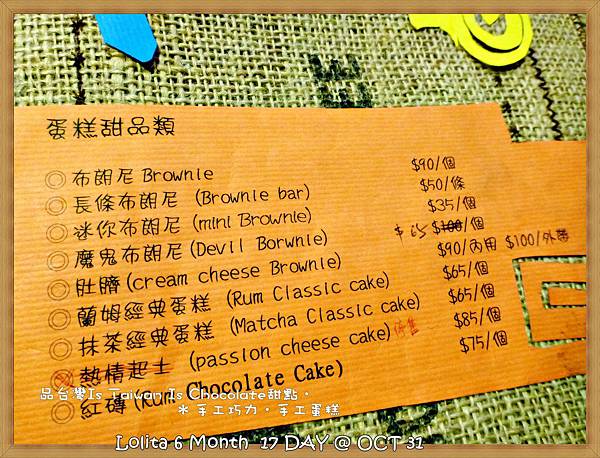 蛋糕甜品類
◎布朗尼 Brownie $90/個
◎長條布朗尼 (Brownie bar) $50/條
◎迷你布朗尼 (mini Brownie) $35/個
◎魔鬼布朗尼 (Devil Borwnie) $65 $100/個
◎肚臍 (cream cheese Brownie) $90/內用 $100/外帶
◎蘭姆經典蛋糕 (Rum Classic cake) $65/個
◎抹茶經典蛋糕 (Matcha Classic cake) $65/個
◎熱情起士 (passion cheese cake) 停售 $85/個
◎紅磚 (Rum Chocolate Cake) $75/個
品台灣Is Taiwan Is Chocolate甜點。
＊手工巧力。手工蛋糕
Lolita 6 Month 17 DAY @ OCT 31